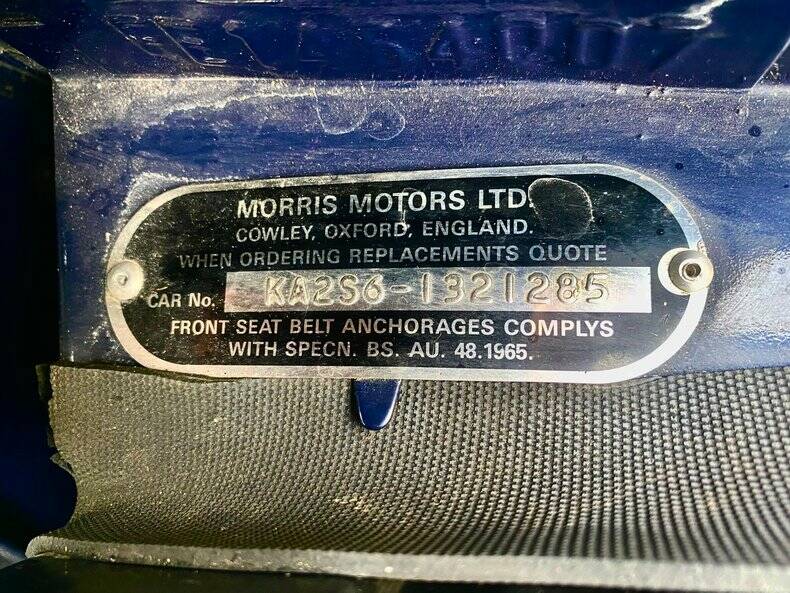 MORRIS MOTORS LTD.
COWLEY, OXFORD, ENGLAND.
WHEN ORDERING REPLACEMENTS QUOTE
CAR No. KA2S6-1321285
FRONT SEAT BELT ANCHORAGES COMPLYS
WITH SPECN. BS. AU. 48.1965.